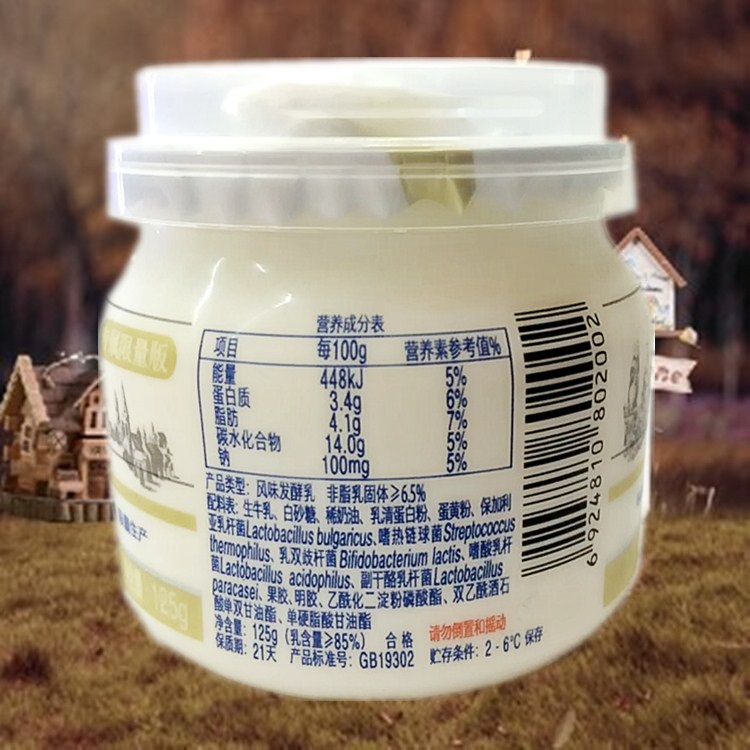 限量版
营养成分表
项目 每100g 营养素参考值%
能量 448kJ 5%
蛋白质 3.4g 6%
脂肪 4.1g 7%
碳水化合物 14.0g 5%
钠 100mg 5%
产品类型：风味发酵乳 非脂乳固体≥6.5%
配料表：生牛乳、白砂糖、稀奶油、乳清蛋白粉、蛋黄粉、保加利
亚乳杆菌Lactobacillus bulgaricus、嗜热链球菌Streptococcus
thermophilus、乳双歧杆菌Bifidobacterium lactis、嗜酸乳杆
菌Lactobacillus acidophilus、副干酪乳杆菌Lactobacillus
paracasei、果胶、明胶、乙酰化二淀粉磷酸酯、双乙酰酒石
酸单双甘油酯、单硬脂酸甘油酯
净含量：125g（乳含量≥85%） 合格
保质期：21天 产品标准号：GB19302
请勿倒置和摇动
贮存条件：2-6℃ 保存
6 924810 802002
生产
125g